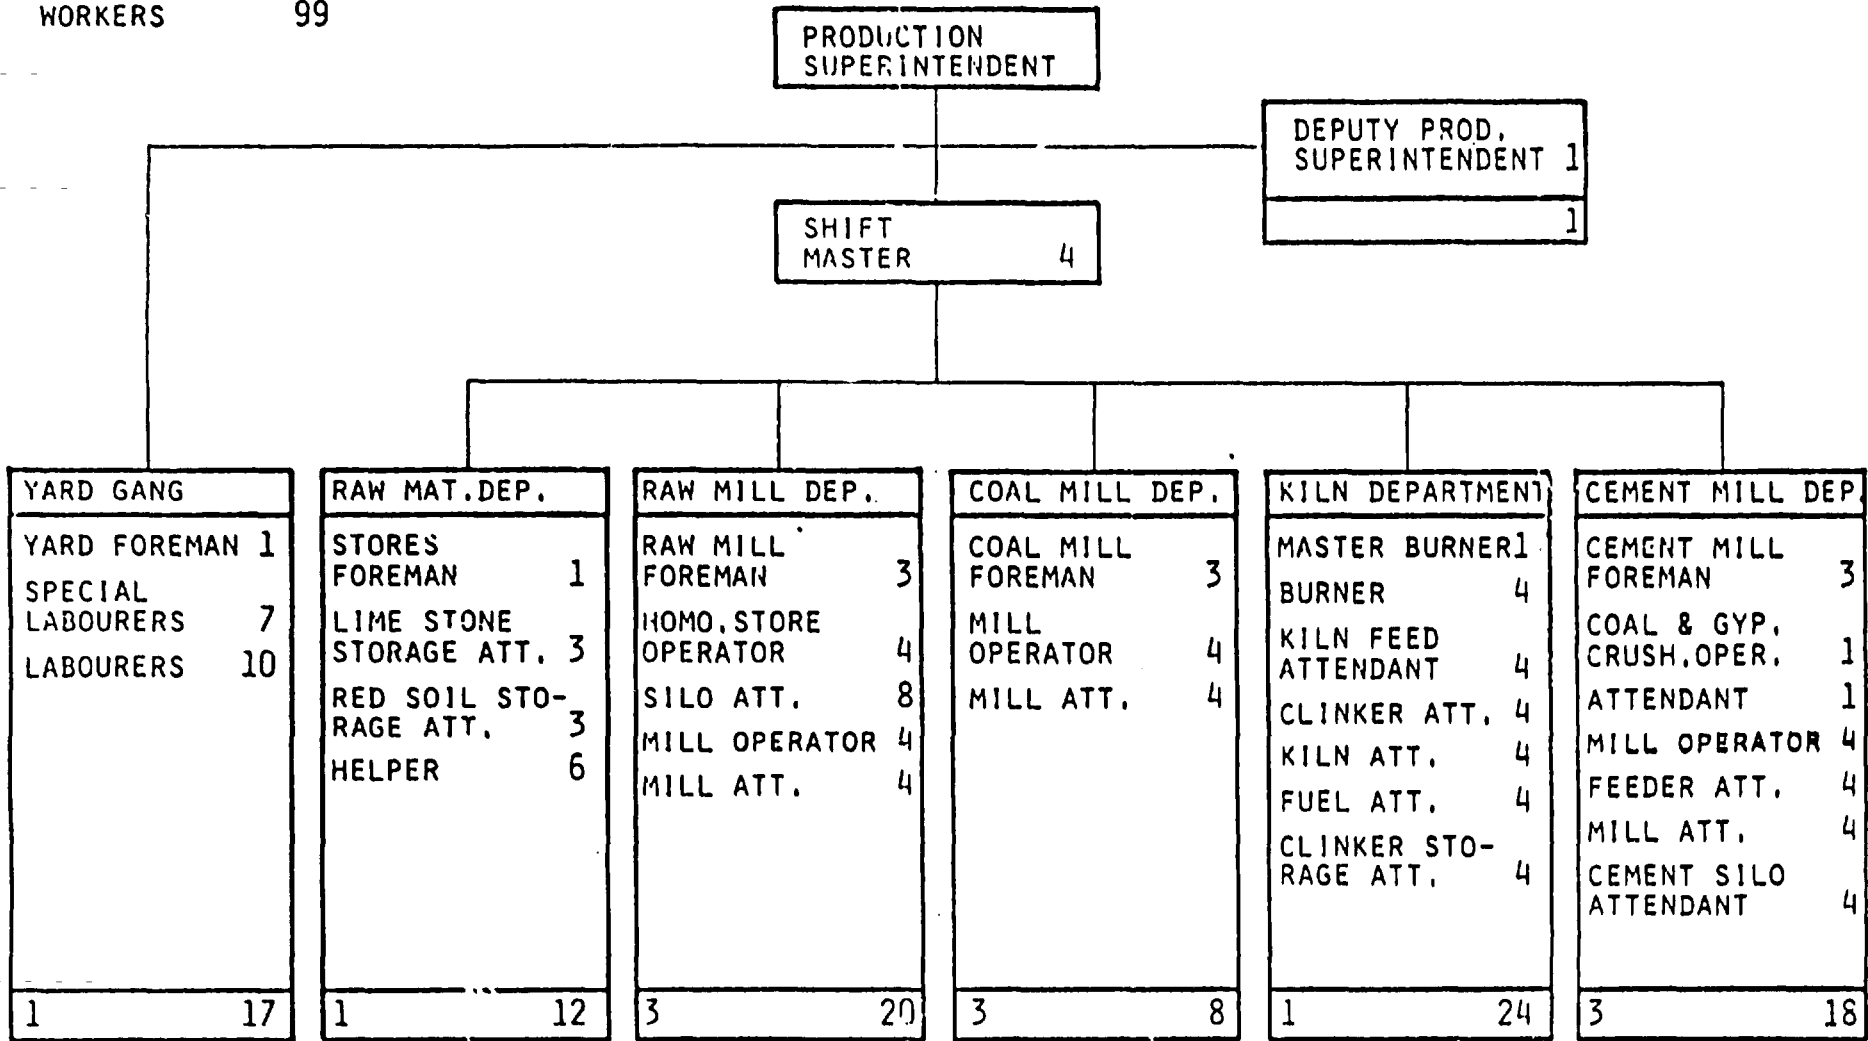 WORKERS 99
PRODUCTION
SUPERINTENDENT
DEPUTY PROD.
SUPERINTENDENT 1
1
SHIFT
MASTER 4
YARD GANG
YARD FOREMAN 1
SPECIAL
LABOURERS 7
LABOURERS 10
1 17
RAW MAT.DEP.
STORES
FOREMAN 1
LIME STONE
STORAGE ATT. 3
RED SOIL STO-
RAGE ATT. 3
HELPER 6
1 12
RAW MILL DEP.
RAW MILL
FOREMAN 3
HOMO.STORE
OPERATOR 4
SILO ATT. 8
MILL OPERATOR 4
MILL ATT. 4
3 20
COAL MILL DEP.
COAL MILL
FOREMAN 3
MILL
OPERATOR 4
MILL ATT. 4
3 8
KILN DEPARTMENT
MASTER BURNER 1
BURNER 4
KILN FEED
ATTENDANT 4
CLINKER ATT. 4
KILN ATT. 4
FUEL ATT. 4
CLINKER STO-
RAGE ATT. 4
1 24
CEMENT MILL DEP.
CEMENT MILL
FOREMAN 3
COAL & GYP.
CRUSH.OPER. 1
ATTENDANT 1
MILL OPERATOR 4
FEEDER ATT. 4
MILL ATT. 4
CEMENT SILO
ATTENDANT 4
3 18